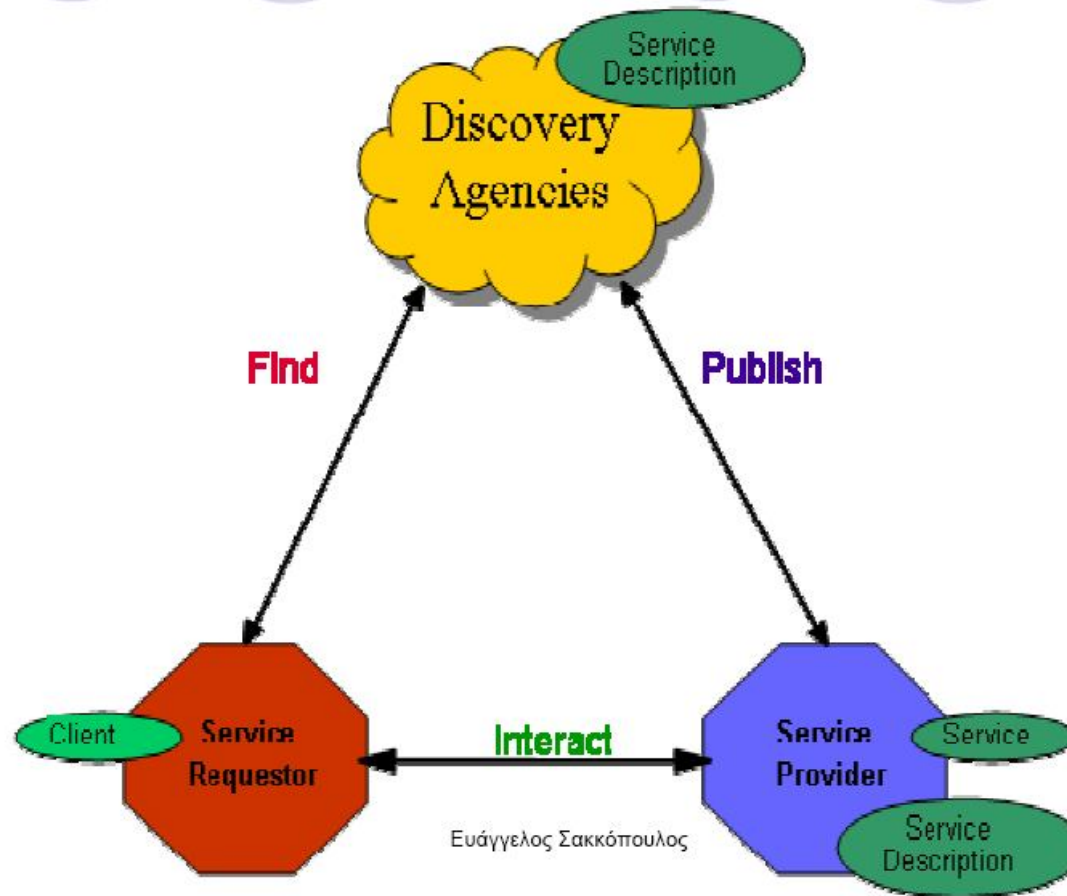 Service
Description
Discovery
Agencies
Find
Publish
Client
Service
Requestor
Interact
Service
Provider
Service
Ευάγγελος Σακκόπουλος
Service
Description